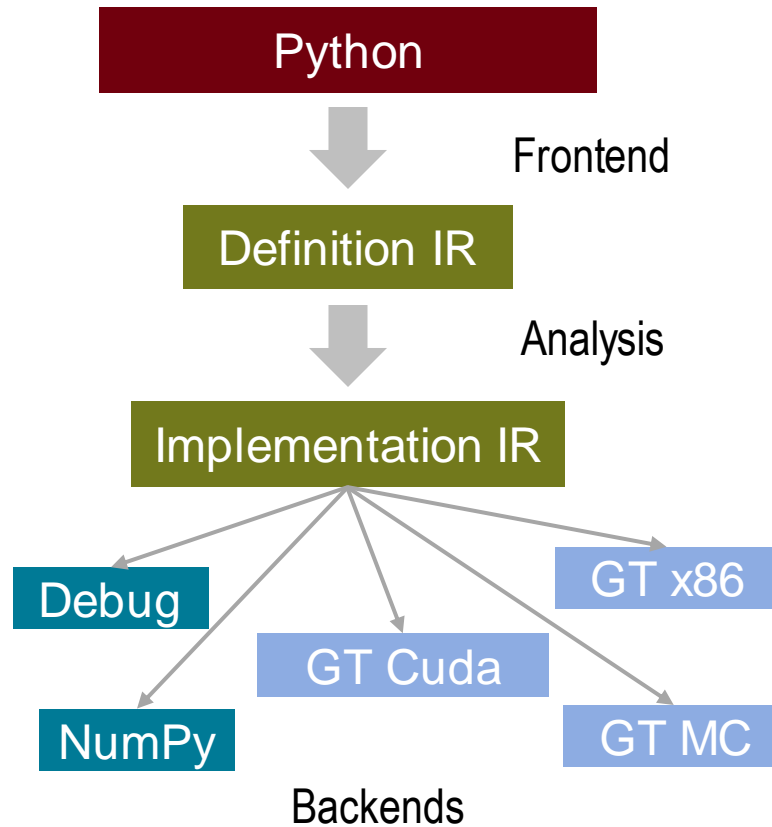 Python
Frontend
Definition IR
Analysis
Implementation IR
Debug
GT x86
GT Cuda
NumPy
GT MC
Backends